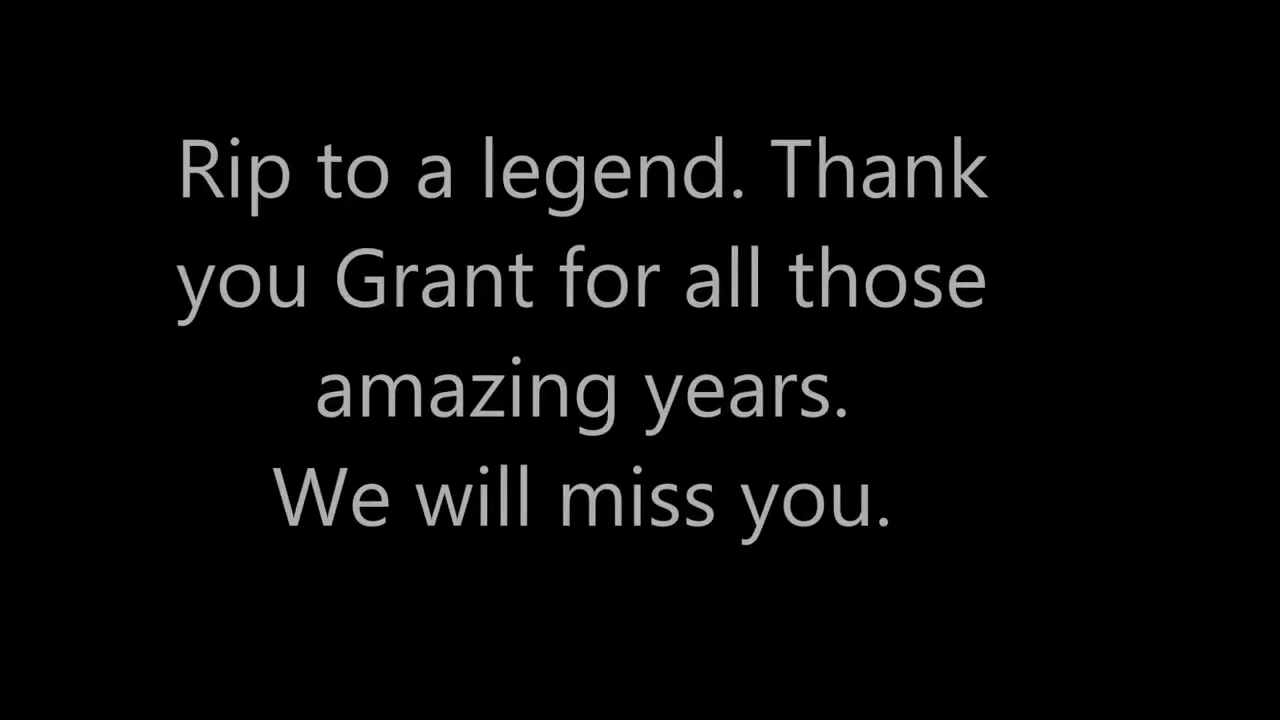 Rip to a legend. Thank
you Grant for all those
amazing years.
We will miss you.